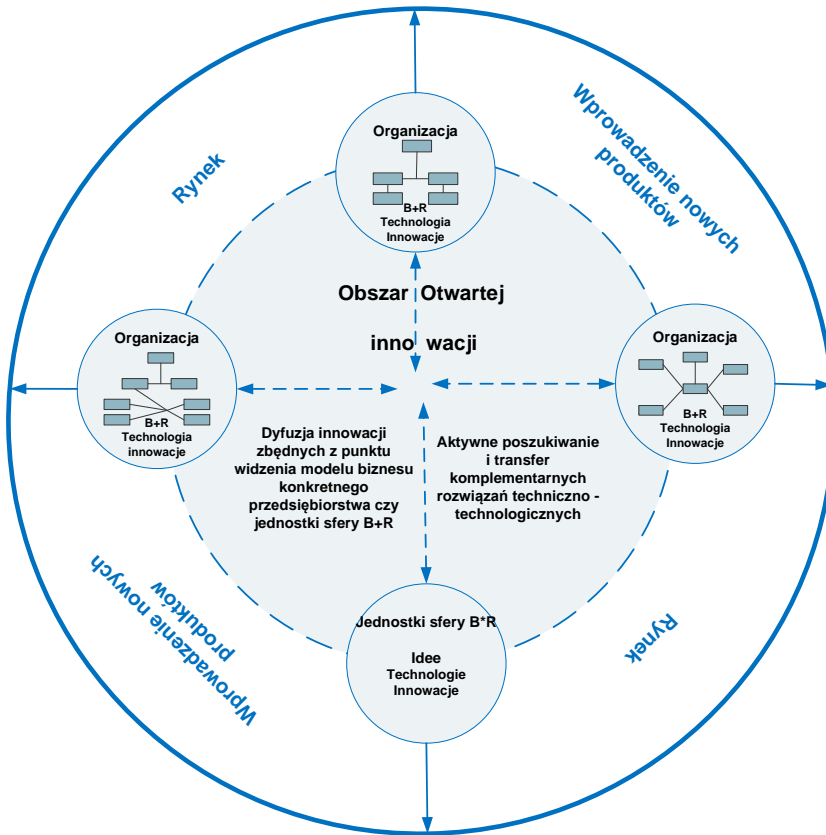 Organizacja
B+R
Technologia
Innowacje
Rynek
Wprowadzenie nowych
produktów
Obszar Otwartej
innowacji
Organizacja
B+R
Technologia
innowacje
Organizacja
B+R
Technologia
Innowacje
Dyfuzja innowacji
zbędnych z punktu
widzenia modelu biznesu
konkretnego
przedsiębiorstwa czy
jednostki sfery B+R
Aktywne poszukiwanie
i transfer
komplementarnych
rozwiązań techniczno -
technologicznych
Wprowadzenie nowych
produktów
Jednostki sfery B*R
Idee
Technologie
Innowacje
Rynek